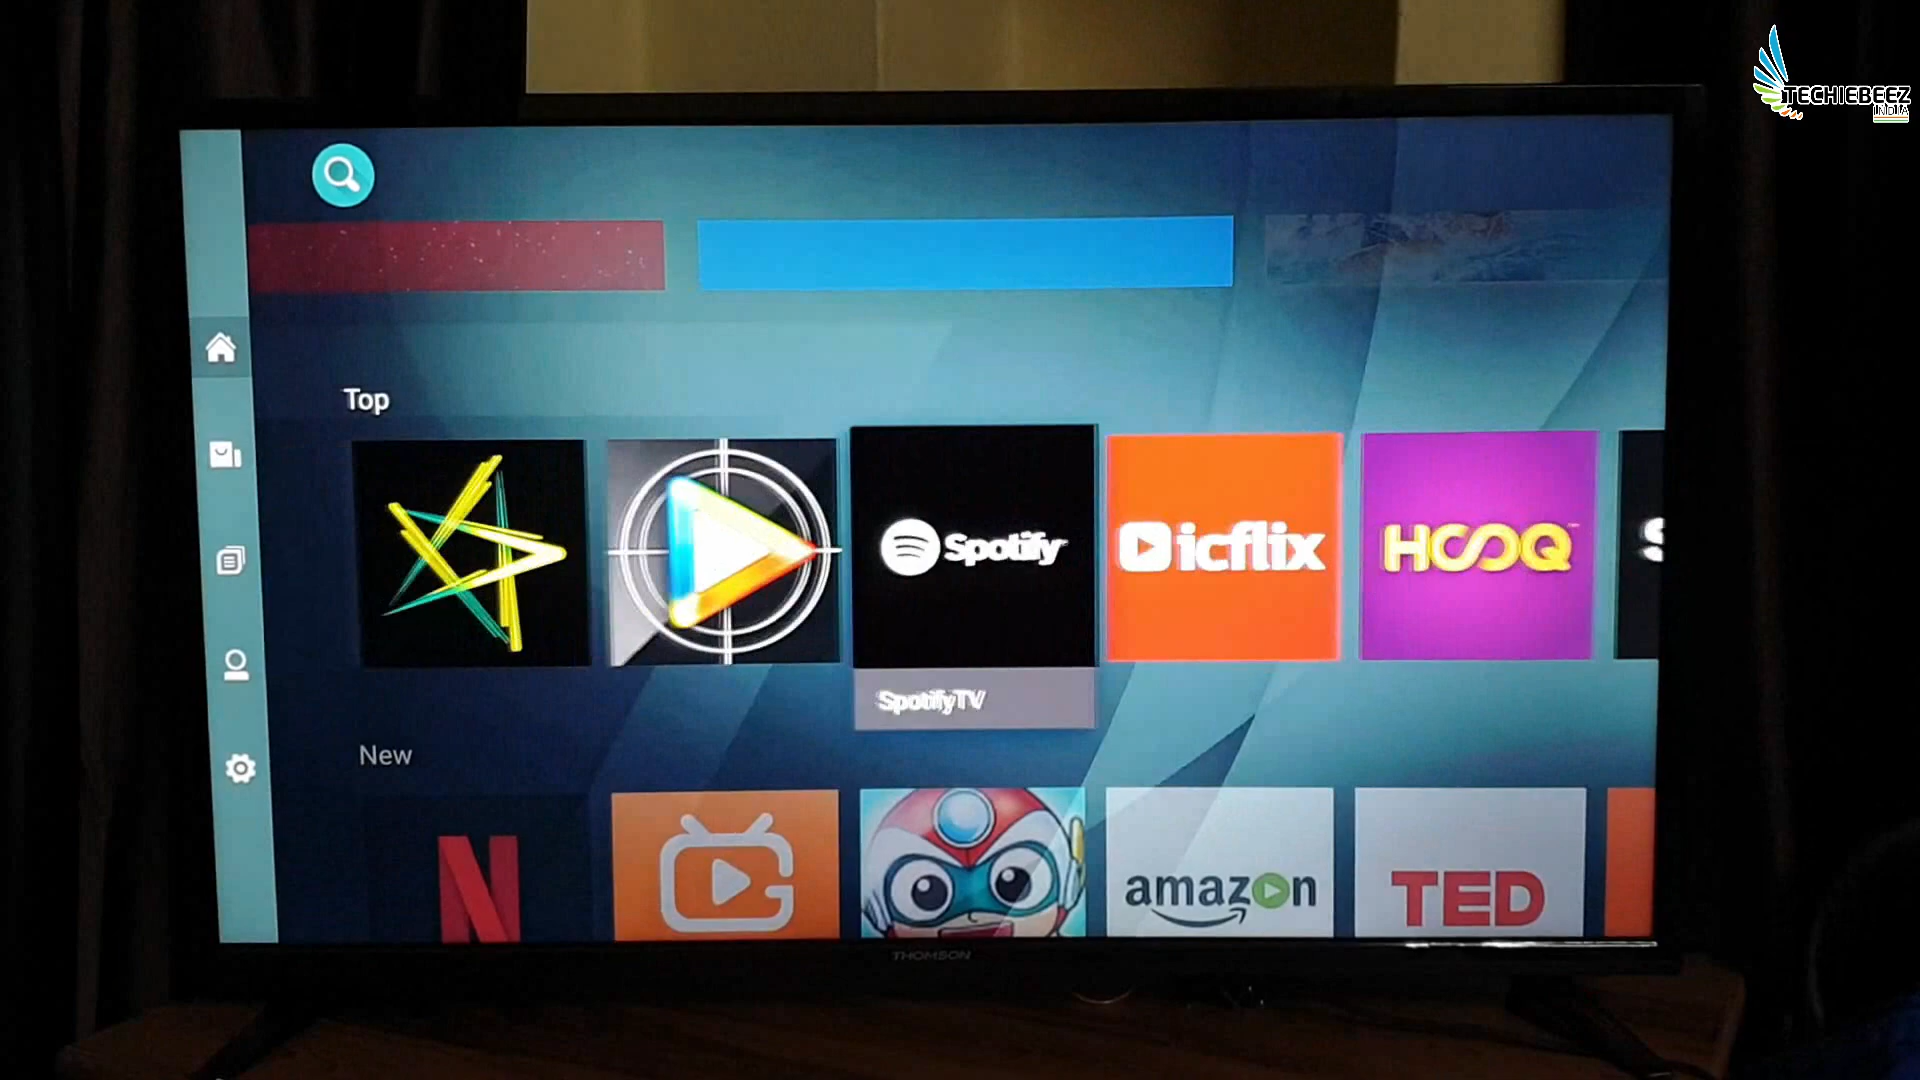 TECHIEBEEZ
INDIA
Top
Spotify
icflix
HOOQ
S
SpotifyTV
New
N
amazon
TED
THOMSON